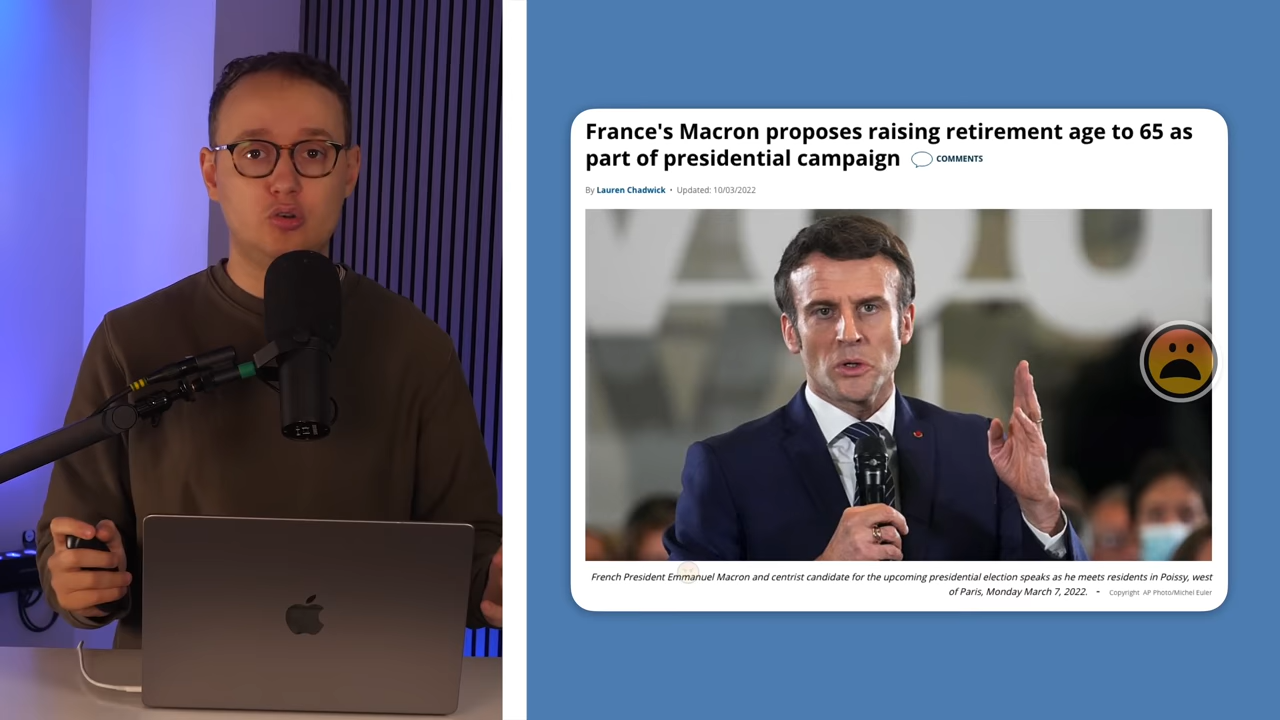 France's Macron proposes raising retirement age to 65 as
part of presidential campaign COMMENTS
By Lauren Chadwick • Updated: 10/03/2022
French President Emmanuel Macron and centrist candidate for the upcoming presidential election speaks as he meets residents in Poissy, west
of Paris, Monday March 7, 2022. - Copyright AP Photo/Michel Euler